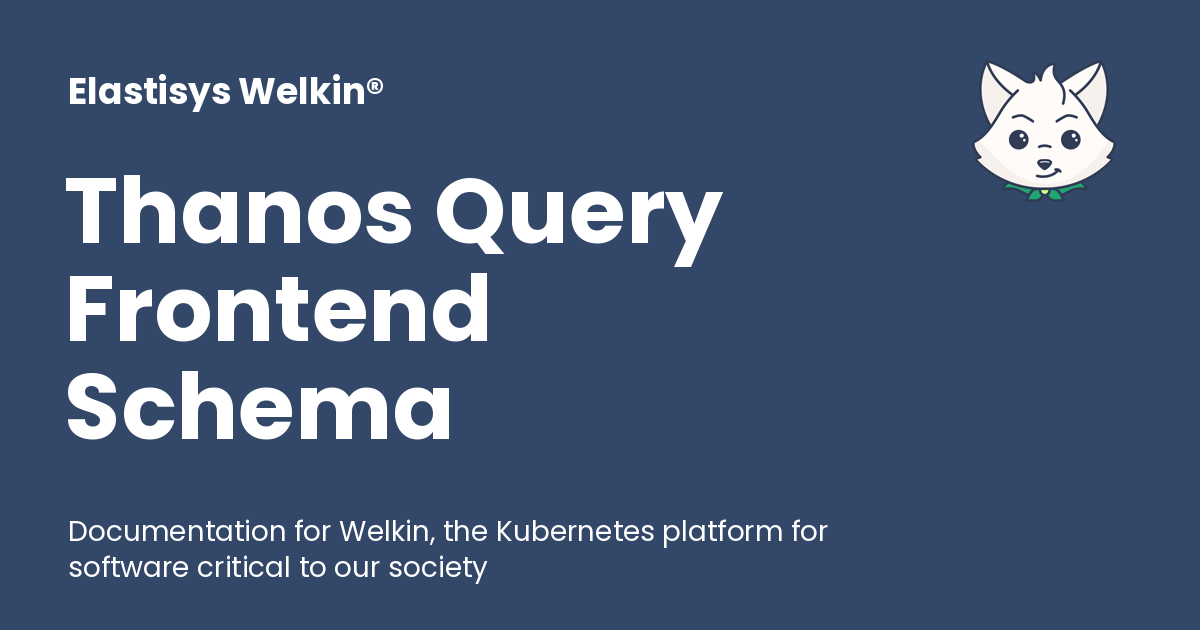 Elastisys Welkin®
Thanos Query
Frontend
Schema
Documentation for Welkin, the Kubernetes platform for
software critical to our society